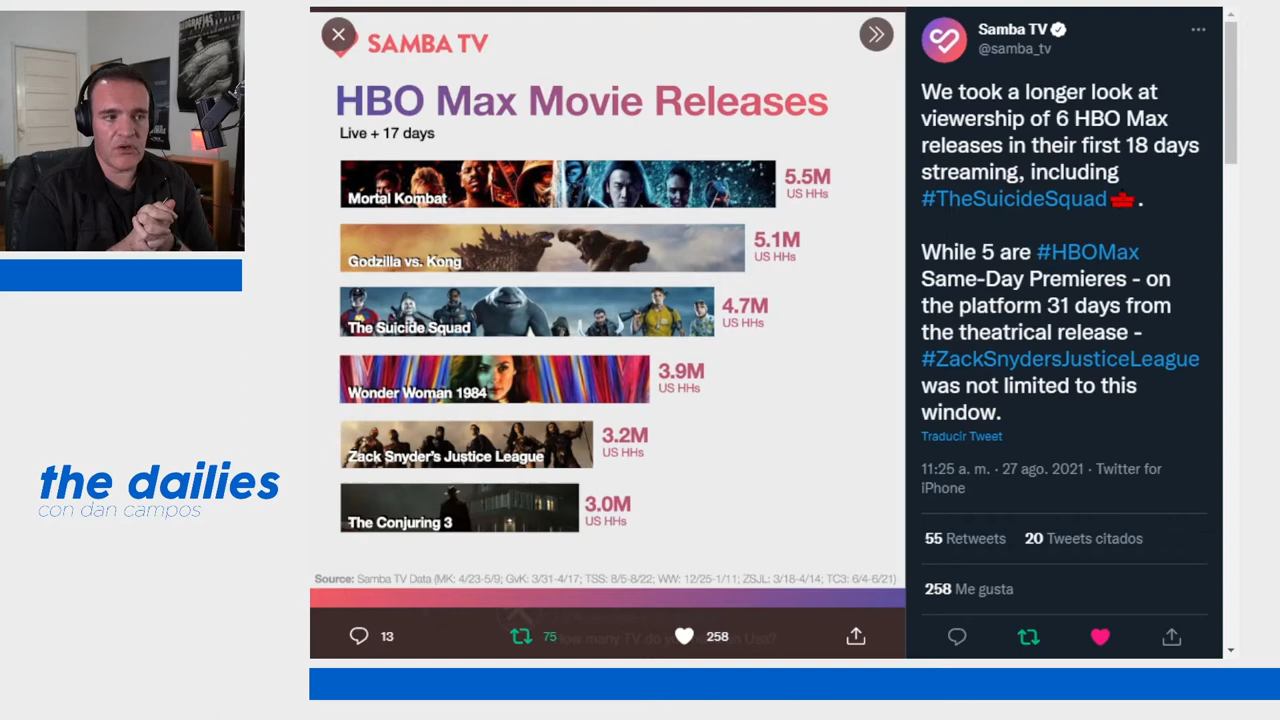 SAMBA TV
HBO Max Movie Releases
Live + 17 days
Mortal Kombat
5.5M
US HHs
Godzilla vs. Kong
5.1M
US HHs
The Suicide Squad
4.7M
US HHs
Wonder Woman 1984
3.9M
US HHs
Zack Snyder's Justice League
3.2M
US HHs
The Conjuring 3
3.0M
US HHs
Source: Samba TV Data (MK: 4/23-5/9; GvK: 3/31-4/17; TSS: 8/5-8/22; WW: 12/25-1/11; ZSJL: 3/18-4/14; TC3: 6/4-6/21)
13
75
258
Samba TV
@samba_tv
We took a longer look at
viewership of 6 HBO Max
releases in their first 18 days
streaming, including
#TheSuicideSquad .
While 5 are #HBOMax
Same-Day Premieres - on
the platform 31 days from
the theatrical release -
#ZackSnydersJusticeLeague
was not limited to this
window.
Traducir Tweet
11:25 a. m. · 27 ago. 2021 · Twitter for
iPhone
55 Retweets 20 Tweets citados
258 Me gusta
the dailies
con dan campos